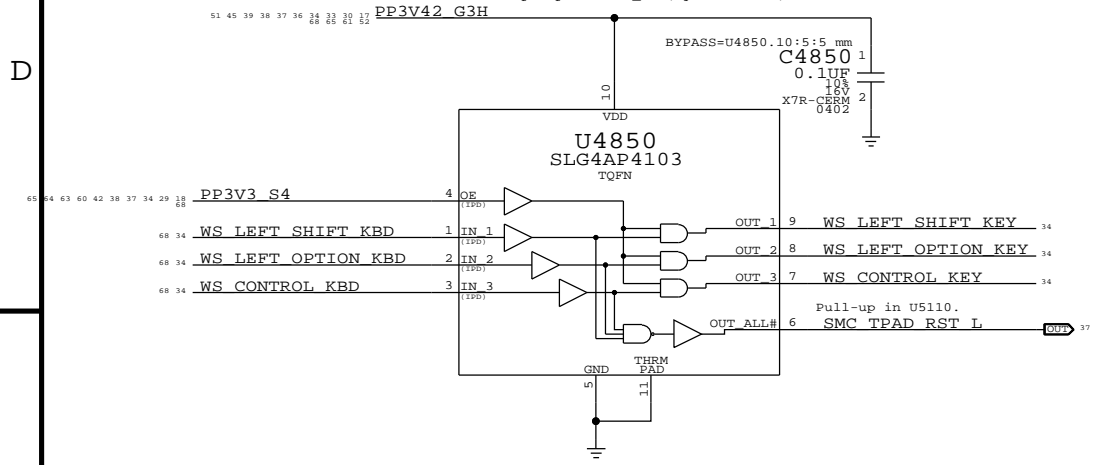 51 45 39 38 37 36 34 33 30 17
68 65 61 52
PP3V42_G3H
BYPASS=U4850.10:5:5 mm
C4850 1
0.1UF
10%
16V
X7R-CERM 2
0402
D
10
VDD
U4850
SLG4AP4103
TQFN
65 64 63 60 42 38 37 34 29 18
68
PP3V3_S4 4 OE
(IPD)
68 34 WS_LEFT_SHIFT_KBD 1 IN_1
(IPD)
68 34 WS_LEFT_OPTION_KBD 2 IN_2
(IPD)
68 34 WS_CONTROL_KBD 3 IN_3
(IPD)
OUT_1 9 WS_LEFT_SHIFT_KEY 34
OUT_2 8 WS_LEFT_OPTION_KEY 34
OUT_3 7 WS_CONTROL_KEY 34
Pull-up in U5110.
OUT_ALL# 6 SMC_TPAD_RST_L OUT 37
GND
THRM
PAD
5
11